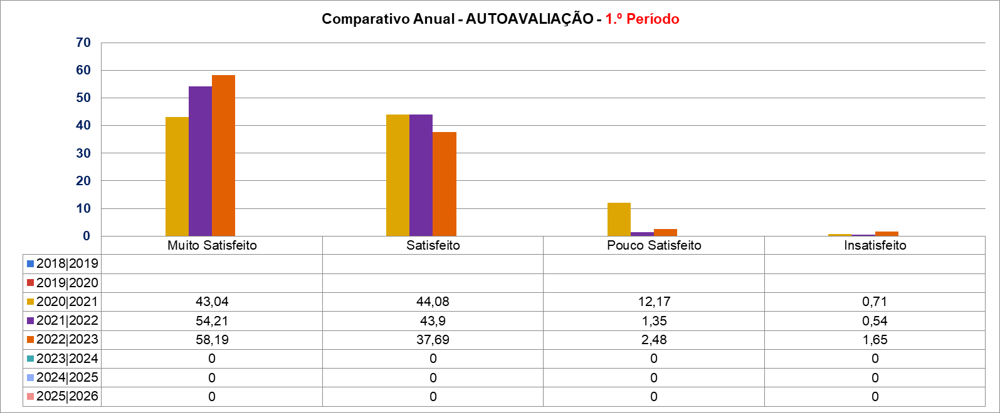 Comparativo Anual - AUTOAVALIAÇÃO - 1.º Período
70
60
50
40
30
20
10
0
Muito Satisfeito Satisfeito Pouco Satisfeito Insatisfeito
2018|2019
2019|2020
2020|2021 43,04 44,08 12,17 0,71
2021|2022 54,21 43,9 1,35 0,54
2022|2023 58,19 37,69 2,48 1,65
2023|2024 0 0 0 0
2024|2025 0 0 0 0
2025|2026 0 0 0 0